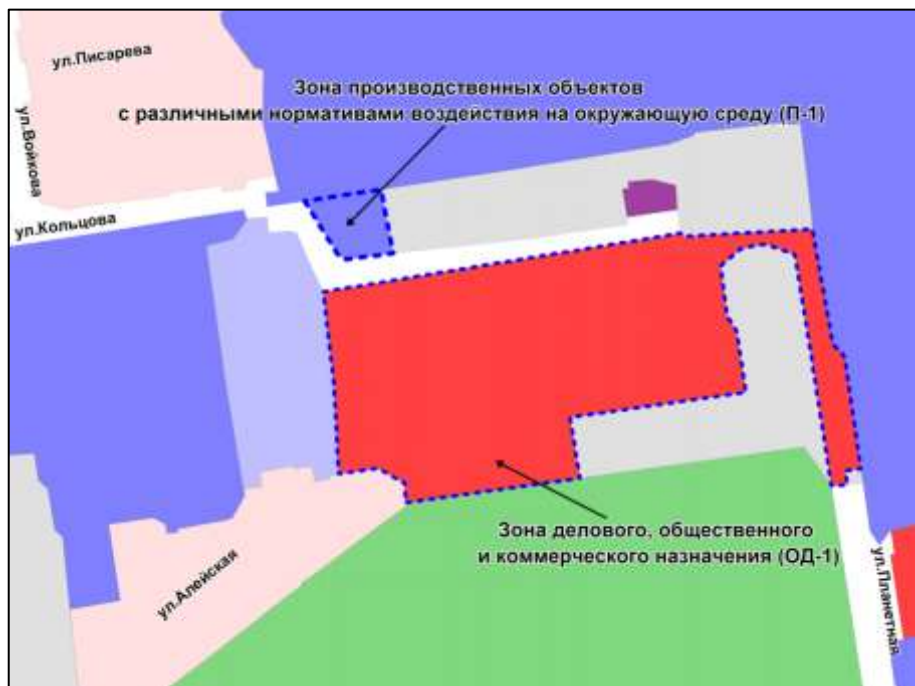 ул.Писарева
Зона производственных объектов
с различными нормативами воздействия на окружающую среду (П-1)
ул.Войкова
ул.Кольцова
Зона делового, общественного
и коммерческого назначения (ОД-1)
ул.Алейская
ул.Планетная